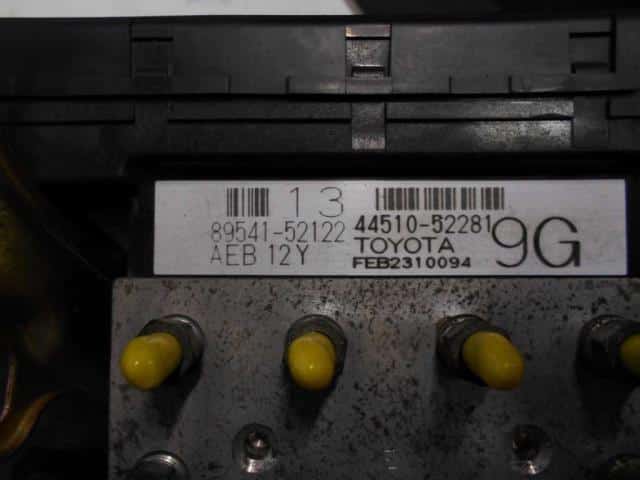 13
89541-52122
AEB 12Y
44510-52281
TOYOTA
FEB2310094
9G